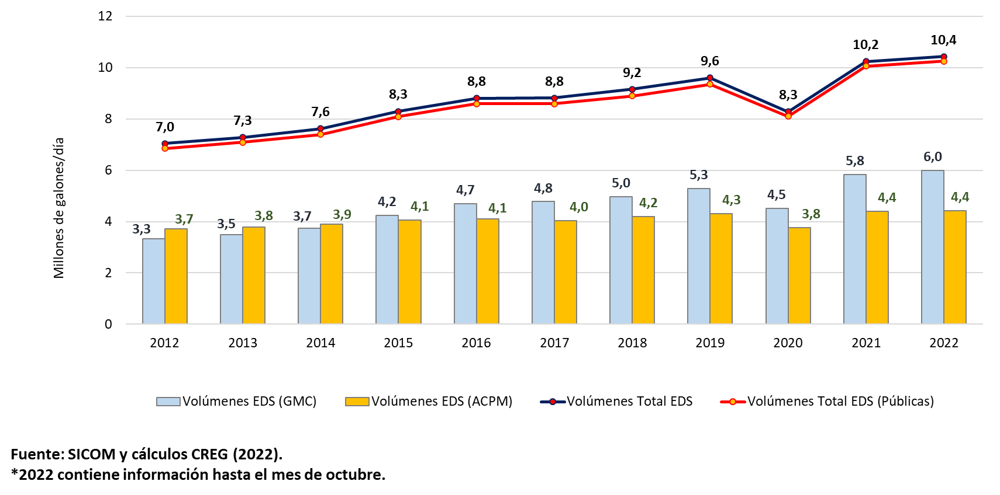 Millones de galones/día
12
10
8
6
4
2
0
7,0 7,3 7,6 8,3 8,8 8,8 9,2 9,6 8,3 10,2 10,4
3,3 3,5 3,7 4,2 4,7 4,8 5,0 5,3 4,5 5,8 6,0
3,7 3,8 3,9 4,1 4,1 4,0 4,2 4,3 3,8 4,4 4,4
2012 2013 2014 2015 2016 2017 2018 2019 2020 2021 2022
Volúmenes EDS (GMC) Volúmenes EDS (ACPM) Volúmenes Total EDS Volúmenes Total EDS (Públicas)
Fuente: SICOM y cálculos CREG (2022).
*2022 contiene información hasta el mes de octubre.